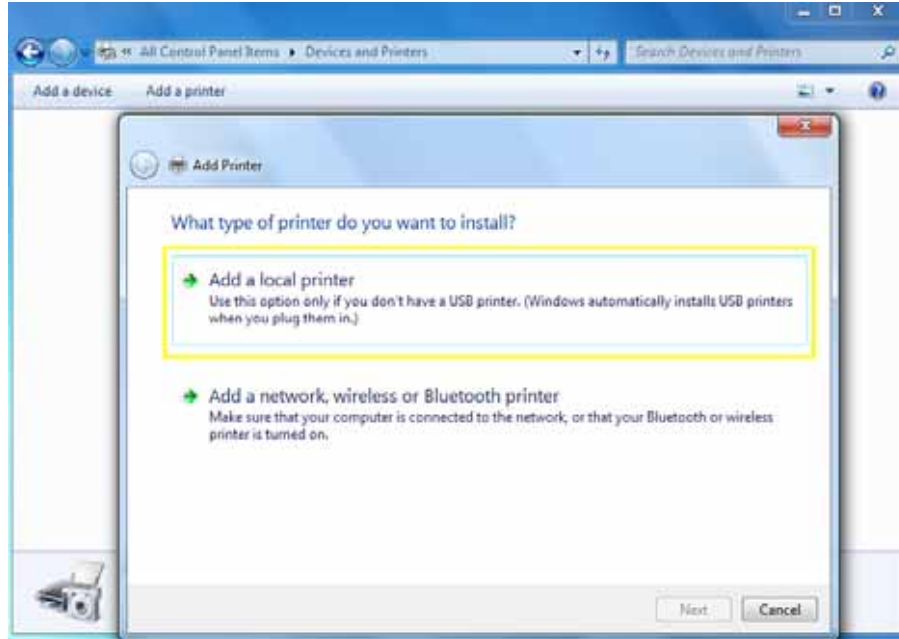 « All Control Panel Items ▸ Devices and Printers
Search Devices and Printers
Add a device Add a printer
Add Printer
What type of printer do you want to install?
Add a local printer
Use this option only if you don't have a USB printer. (Windows automatically installs USB printers
when you plug them in.)
Add a network, wireless or Bluetooth printer
Make sure that your computer is connected to the network, or that your Bluetooth or wireless
printer is turned on.
Next Cancel